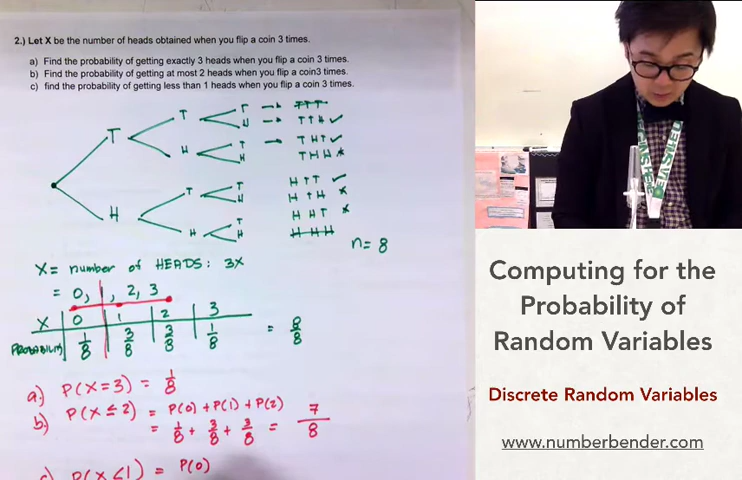 2.) Let X be the number of heads obtained when you flip a coin 3 times.
a) Find the probability of getting exactly 3 heads when you flip a coin 3 times.
b) Find the probability of getting at most 2 heads when you flip a coin3 times.
c) find the probability of getting less than 1 heads when you flip a coin 3 times.
T T T H → TTT
→ TTH ✓
H T H → THT ✓
THH *
H T T H HTT ✓
HTH *
H T H HHT *
HHH
n= 8
X= number of HEADS: 3X
= 0, 1, 2, 3
X 0 1 2 3
PROBABILITY 1/8 3/8 3/8 1/8 = 8/8
a.) P(X=3) = 1/8
b.) P(X≤2) = P(0) + P(1) + P(2)
= 1/8 + 3/8 + 3/8 = 7/8
c) P(X<1) = P(0)
Computing for the
Probability of
Random Variables
Discrete Random Variables
www.numberbender.com